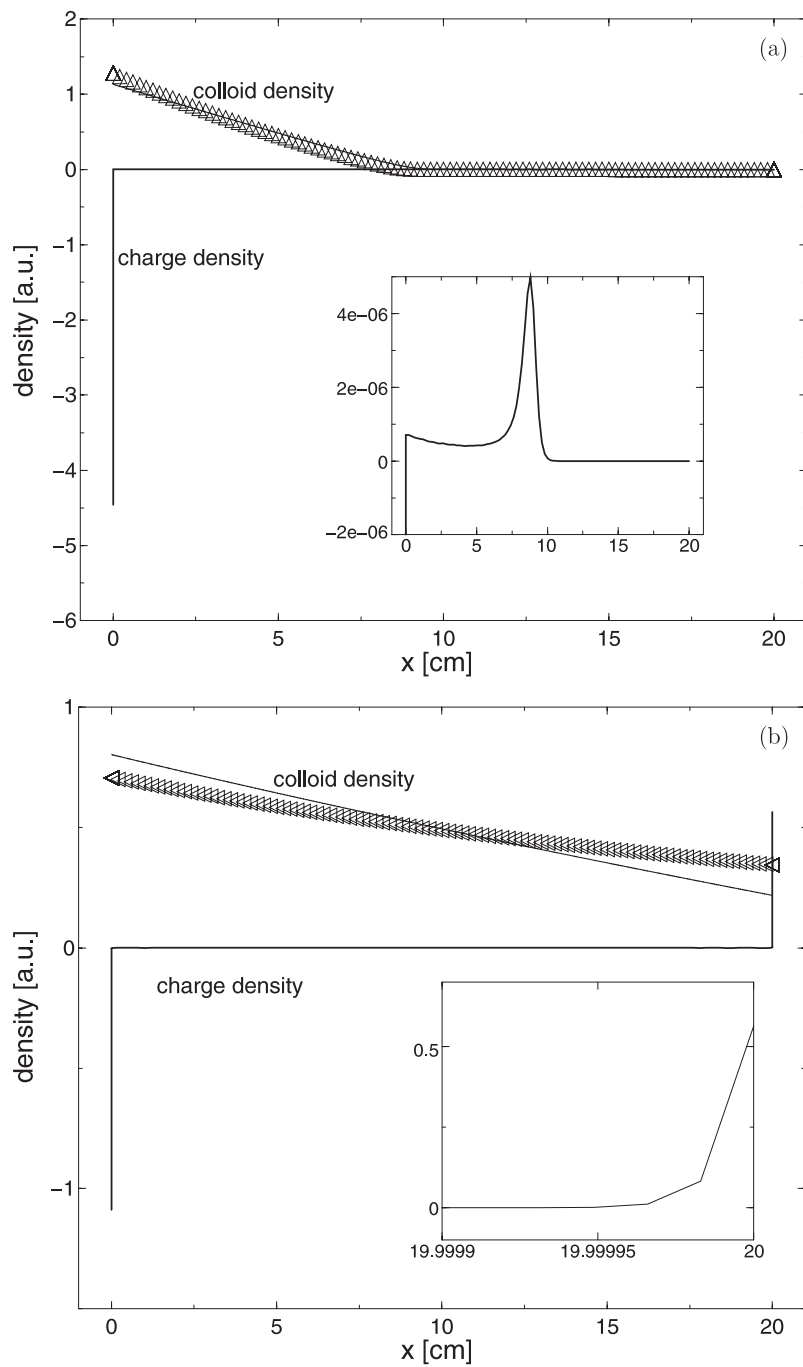 (a)
2
1
0
−1
−2
−3
−4
−5
−6
density [a.u.]
colloid density
charge density
4e−06
2e−06
0
−2e−06
0 5 10 15 20
0 5 10 15 20
x [cm]
(b)
1
0
−1
density [a.u.]
colloid density
charge density
0.5
0
19.9999 19.99995 20
0 5 10 15 20
x [cm]